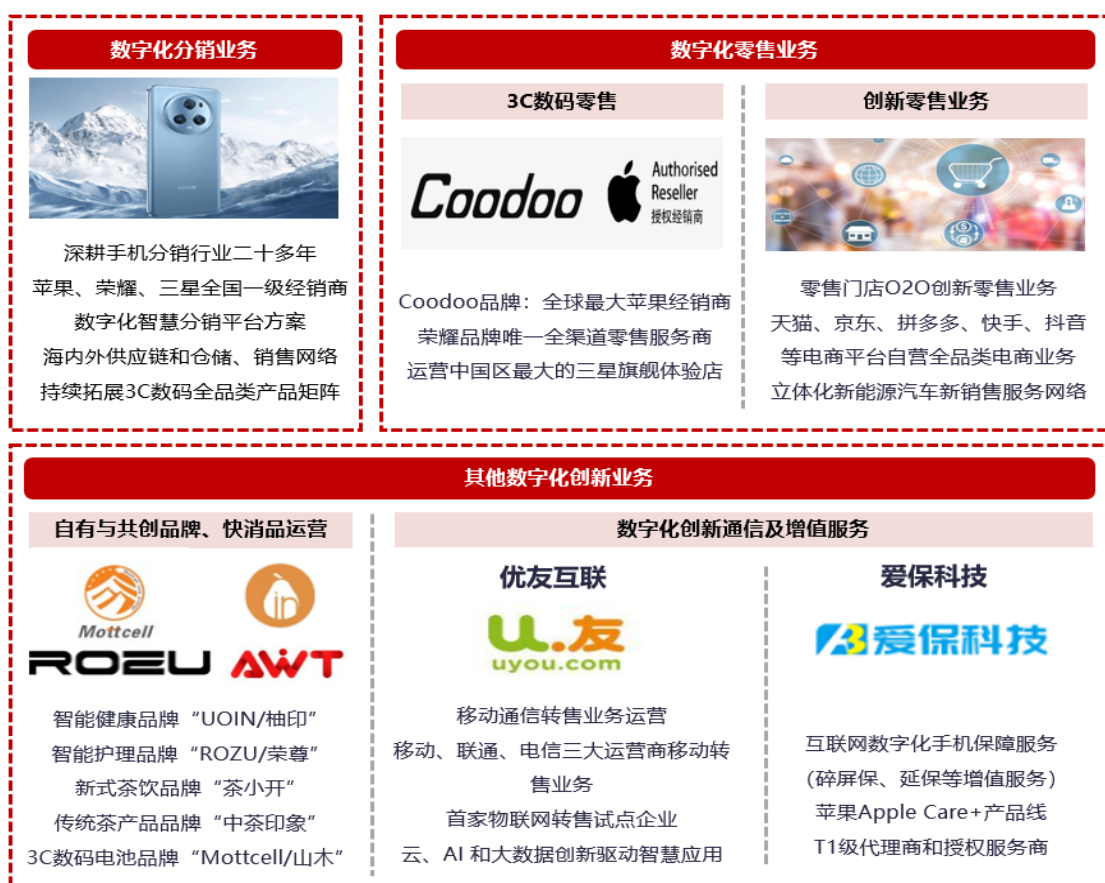 数字化分销业务
HONOR
深耕手机分销行业二十多年
苹果、荣耀、三星全国一级经销商
数字化智慧分销平台方案
海内外供应链和仓储、销售网络
持续拓展3C数码全品类产品矩阵
数字化零售业务
3C数码零售
Coodoo
Authorised
Reseller
授权经销商
Coodoo品牌：全球最大苹果经销商
荣耀品牌唯一全渠道零售服务商
运营中国区最大的三星旗舰体验店
创新零售业务
零售门店O2O创新零售业务
天猫、京东、拼多多、快手、抖音
等电商平台自营全品类电商业务
立体化新能源汽车新销售服务网络
其他数字化创新业务
自有与共创品牌、快消品运营
Mottcell
in
ROZU AWT
智能健康品牌“UOIN/柚印”
智能护理品牌“ROZU/荣尊”
新式茶饮品牌“茶小开”
传统茶产品品牌“中茶印象”
3C数码电池品牌“Mottcell/山木”
数字化创新通信及增值服务
优友互联
U.友
uyou.com
移动通信转售业务运营
移动、联通、电信三大运营商移动转
售业务
首家物联网转售试点企业
云、AI 和大数据创新驱动智慧应用
爱保科技
爱保科技
互联网数字化手机保障服务
(碎屏保、延保等增值服务)
苹果Apple Care+产品线
T1级代理商和授权服务商